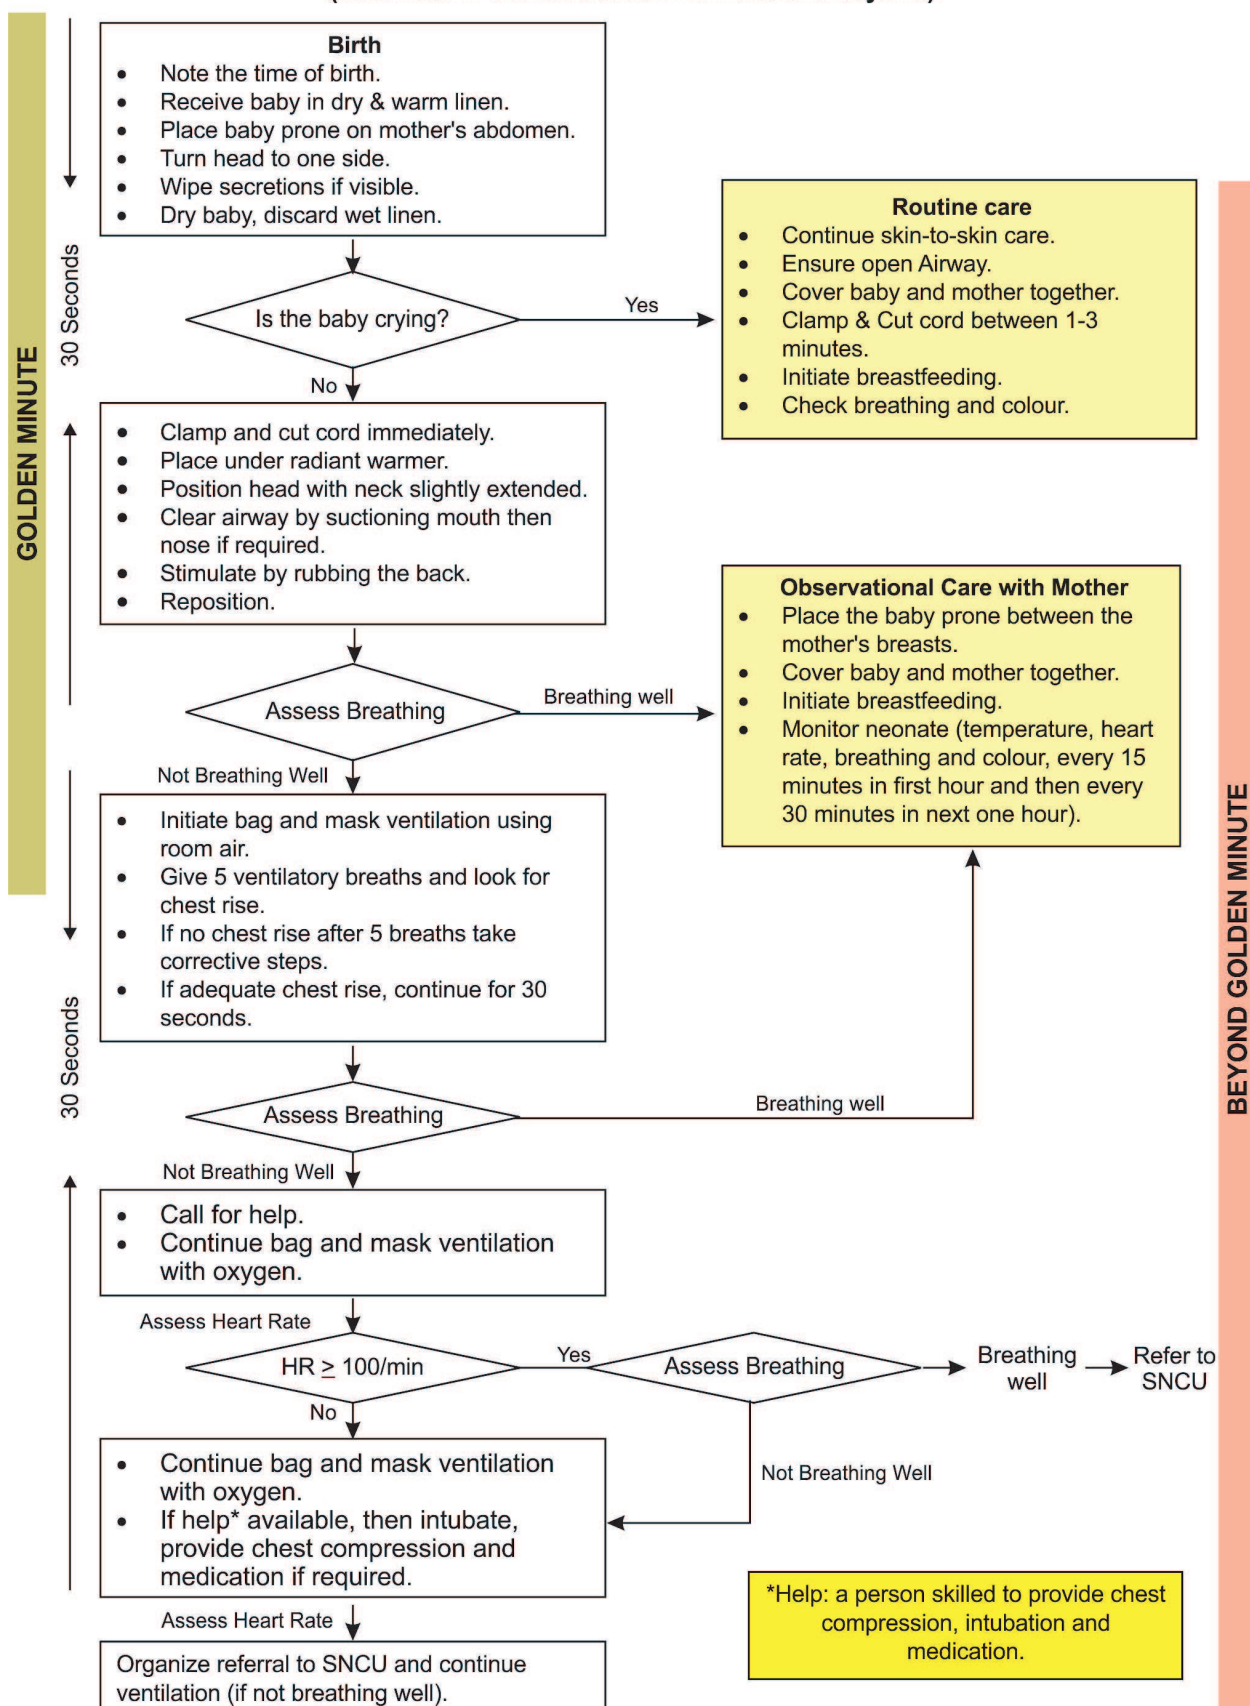 Birth
• Note the time of birth.
• Receive baby in dry & warm linen.
• Place baby prone on mother's abdomen.
• Turn head to one side.
• Wipe secretions if visible.
• Dry baby, discard wet linen.
GOLDEN MINUTE
30 Seconds
Is the baby crying?
Yes
Routine care
• Continue skin-to-skin care.
• Ensure open Airway.
• Cover baby and mother together.
• Clamp & Cut cord between 1-3
minutes.
• Initiate breastfeeding.
• Check breathing and colour.
No
• Clamp and cut cord immediately.
• Place under radiant warmer.
• Position head with neck slightly extended.
• Clear airway by suctioning mouth then
nose if required.
• Stimulate by rubbing the back.
• Reposition.
Assess Breathing
Breathing well
Observational Care with Mother
• Place the baby prone between the
mother's breasts.
• Cover baby and mother together.
• Initiate breastfeeding.
• Monitor neonate (temperature, heart
rate, breathing and colour, every 15
minutes in first hour and then every
30 minutes in next one hour).
Not Breathing Well
• Initiate bag and mask ventilation using
room air.
• Give 5 ventilatory breaths and look for
chest rise.
• If no chest rise after 5 breaths take
corrective steps.
• If adequate chest rise, continue for 30
seconds.
30 Seconds
BEYOND GOLDEN MINUTE
Assess Breathing
Breathing well
Not Breathing Well
• Call for help.
• Continue bag and mask ventilation
with oxygen.
Assess Heart Rate
HR ≥ 100/min
Yes
Assess Breathing
Breathing
well
Refer to
SNCU
No
Not Breathing Well
• Continue bag and mask ventilation
with oxygen.
• If help* available, then intubate,
provide chest compression and
medication if required.
*Help: a person skilled to provide chest
compression, intubation and
medication.
Assess Heart Rate
Organize referral to SNCU and continue
ventilation (if not breathing well).